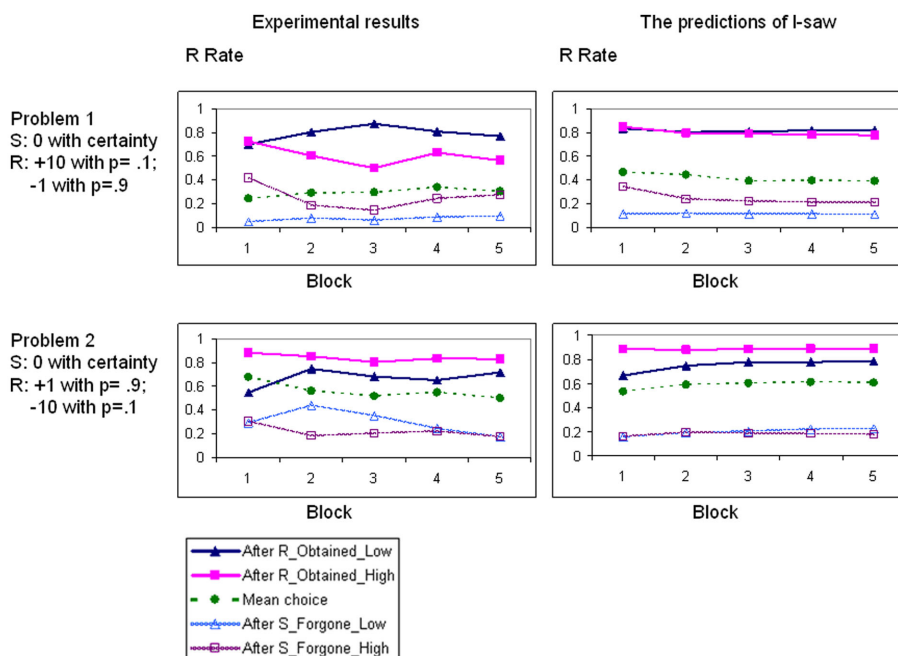 Experimental results
The predictions of I-saw
R Rate
R Rate
Problem 1
S: 0 with certainty
R: +10 with p= .1;
-1 with p=.9
1
0.8
0.6
0.4
0.2
0
1 2 3 4 5
Block
1
0.8
0.6
0.4
0.2
0
1 2 3 4 5
Block
Problem 2
S: 0 with certainty
R: +1 with p= .9;
-10 with p=.1
1
0.8
0.6
0.4
0.2
0
1 2 3 4 5
Block
1
0.8
0.6
0.4
0.2
0
1 2 3 4 5
Block
After R_Obtained_Low
After R_Obtained_High
Mean choice
After S_Forgone_Low
After S_Forgone_High